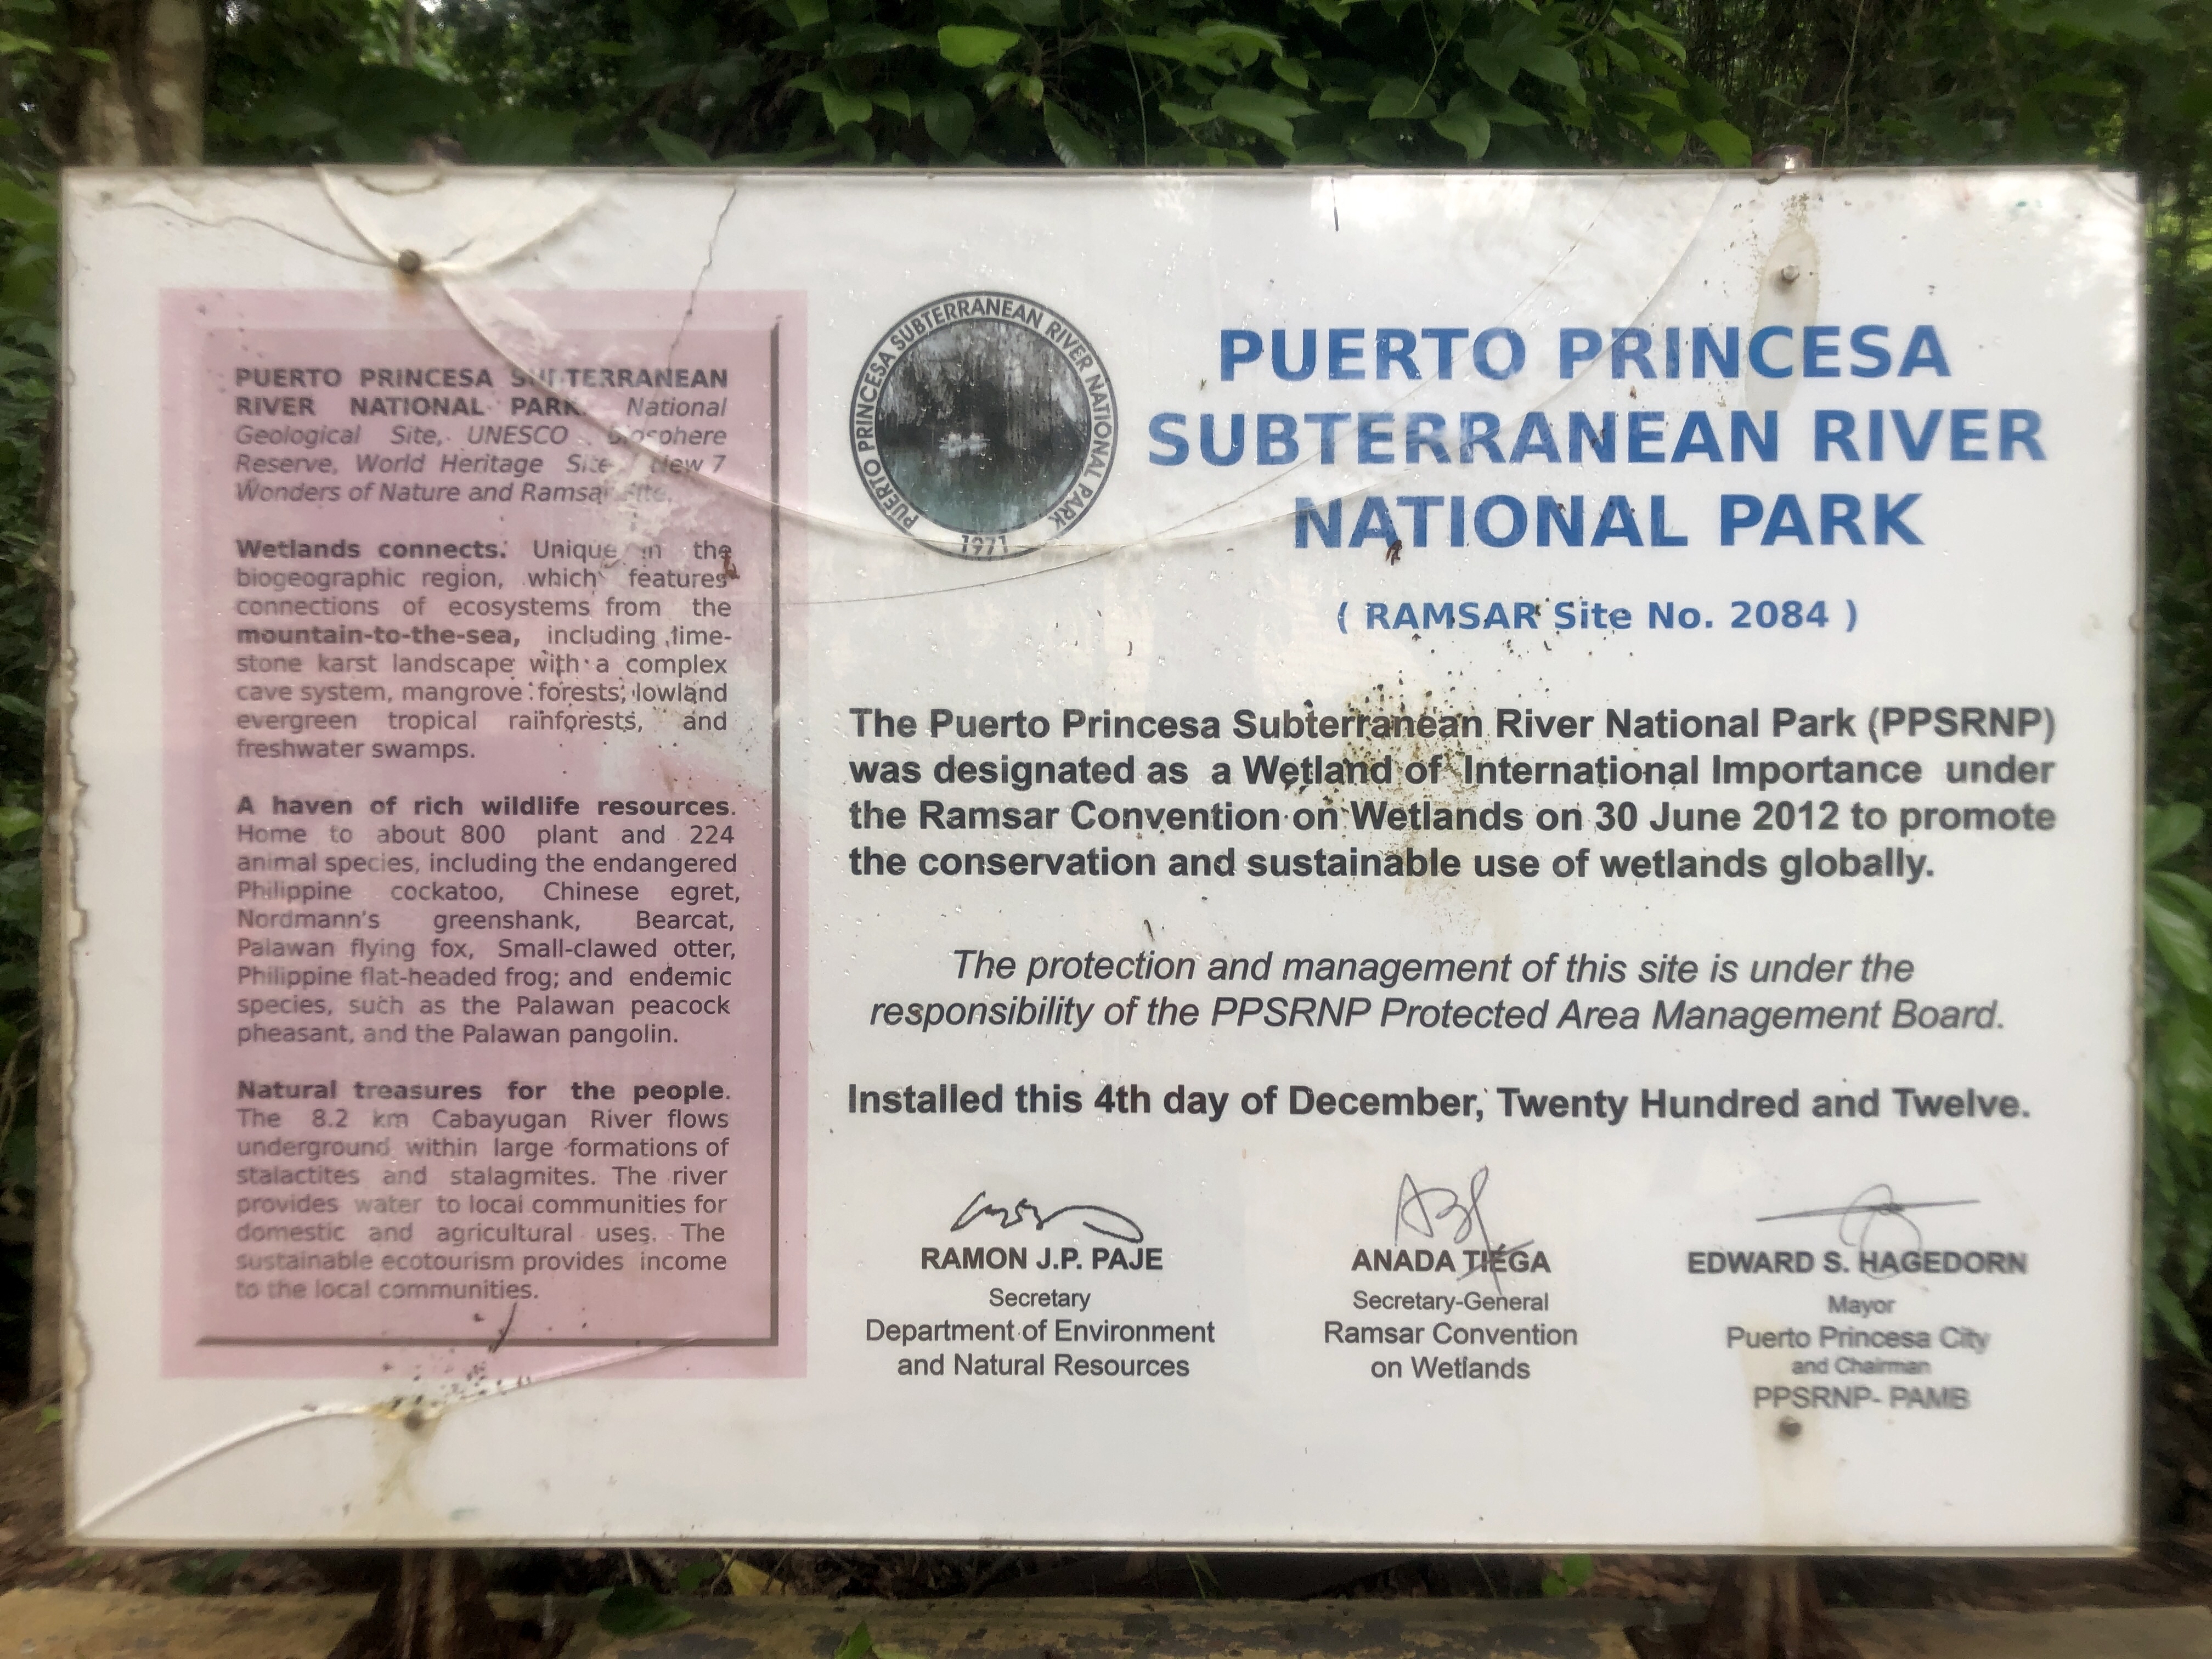 PUERTO PRINCESA SUBTERRANEAN
RIVER NATIONAL PARK. National
Geological Site, UNESCO Biosphere
Reserve, World Heritage Site, New 7
Wonders of Nature and Ramsar Site.
Wetlands connects. Unique in the
biogeographic region, which features
connections of ecosystems from the
mountain-to-the-sea, including lime-
stone karst landscape with a complex
cave system, mangrove forests, lowland
evergreen tropical rainforests, and
freshwater swamps.
A haven of rich wildlife resources.
Home to about 800 plant and 224
animal species, including the endangered
Philippine cockatoo, Chinese egret,
Nordmann's greenshank, Bearcat,
Palawan flying fox, Small-clawed otter,
Philippine flat-headed frog; and endemic
species, such as the Palawan peacock
pheasant, and the Palawan pangolin.
Natural treasures for the people.
The 8.2 km Cabayugan River flows
underground within large formations of
stalactites and stalagmites. The river
provides water to local communities for
domestic and agricultural uses. The
sustainable ecotourism provides income
to the local communities.
PUERTO PRINCESA SUBTERRANEAN RIVER NATIONAL PARK
1971
PUERTO PRINCESA
SUBTERRANEAN RIVER
NATIONAL PARK
( RAMSAR Site No. 2084 )
The Puerto Princesa Subterranean River National Park (PPSRNP)
was designated as a Wetland of International Importance under
the Ramsar Convention on Wetlands on 30 June 2012 to promote
the conservation and sustainable use of wetlands globally.
The protection and management of this site is under the
responsibility of the PPSRNP Protected Area Management Board.
Installed this 4th day of December, Twenty Hundred and Twelve.
RAMON J.P. PAJE
Secretary
Department of Environment
and Natural Resources
ANADA TIÉGA
Secretary-General
Ramsar Convention
on Wetlands
EDWARD S. HAGEDORN
Mayor
Puerto Princesa City
and Chairman
PPSRNP- PAMB